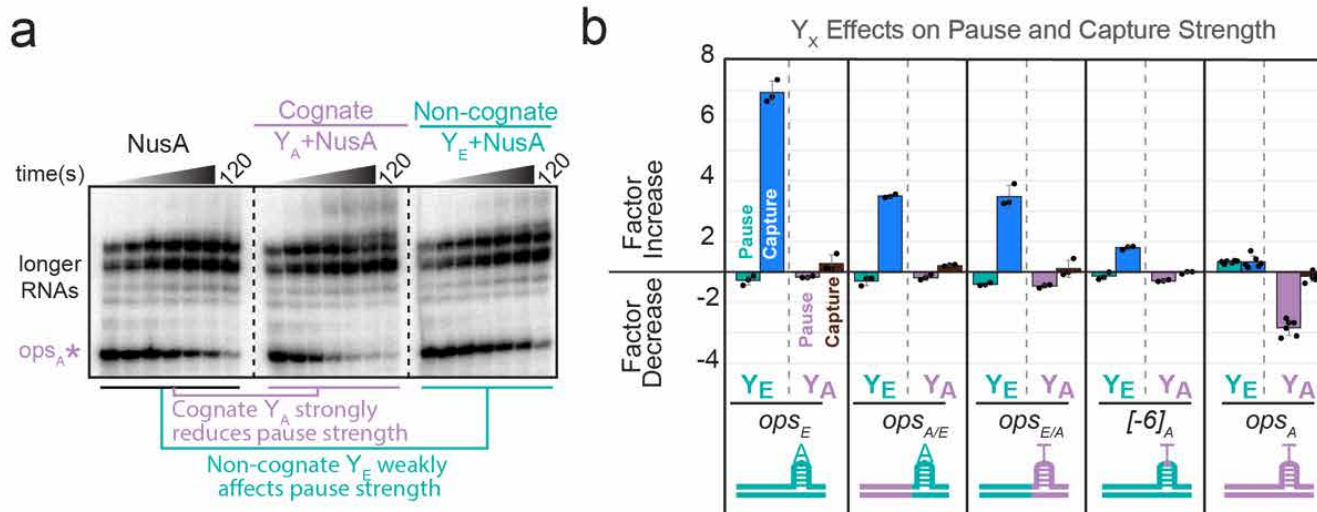 a
NusA
Cognate
Y_A+NusA
Non-cognate
Y_E+NusA
time(s)
120
120
120
longer
RNAs
ops_A*
Cognate Y_A strongly
reduces pause strength
Non-cognate Y_E weakly
affects pause strength
b
Y_X Effects on Pause and Capture Strength
Factor
Increase
Factor
Decrease
8
6
4
2
-2
-4
Pause
Capture
Pause
Capture
Y_E Y_A Y_E Y_A Y_E Y_A Y_E Y_A Y_E Y_A
ops_E ops_A/E ops_E/A [-6]_A ops_A
A A T T T